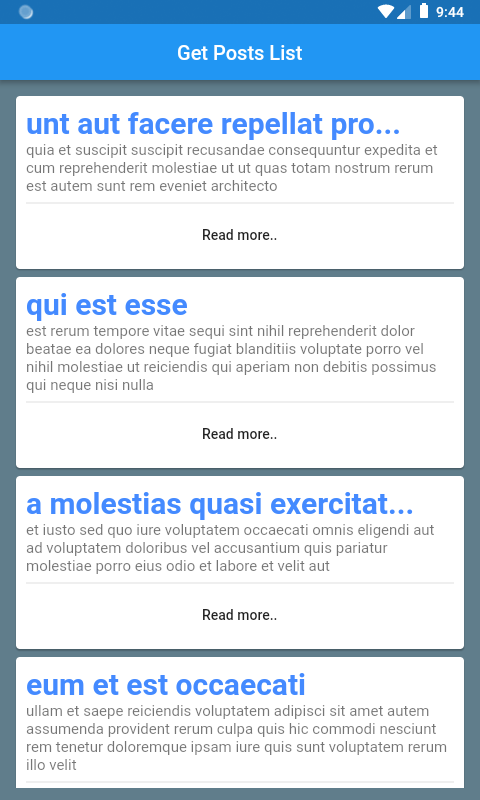 9:44
Get Posts List
unt aut facere repellat pro...
quia et suscipit suscipit recusandae consequuntur expedita et
cum reprehenderit molestiae ut ut quas totam nostrum rerum
est autem sunt rem eveniet architecto
Read more..
qui est esse
est rerum tempore vitae sequi sint nihil reprehenderit dolor
beatae ea dolores neque fugiat blanditiis voluptate porro vel
nihil molestiae ut reiciendis qui aperiam non debitis possimus
qui neque nisi nulla
Read more..
a molestias quasi exercitat...
et iusto sed quo iure voluptatem occaecati omnis eligendi aut
ad voluptatem doloribus vel accusantium quis pariatur
molestiae porro eius odio et labore et velit aut
Read more..
eum et est occaecati
ullam et saepe reiciendis voluptatem adipisci sit amet autem
assumenda provident rerum culpa quis hic commodi nesciunt
rem tenetur doloremque ipsam iure quis sunt voluptatem rerum
illo velit